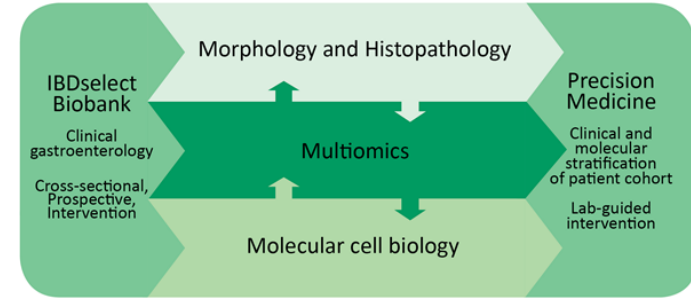 IBDselect
Biobank
Clinical
gastroenterology
Cross-sectional,
Prospective,
Intervention
Morphology and Histopathology
Multiomics
Molecular cell biology
Precision
Medicine
Clinical and
molecular
stratification
of patient cohort
Lab-guided
intervention